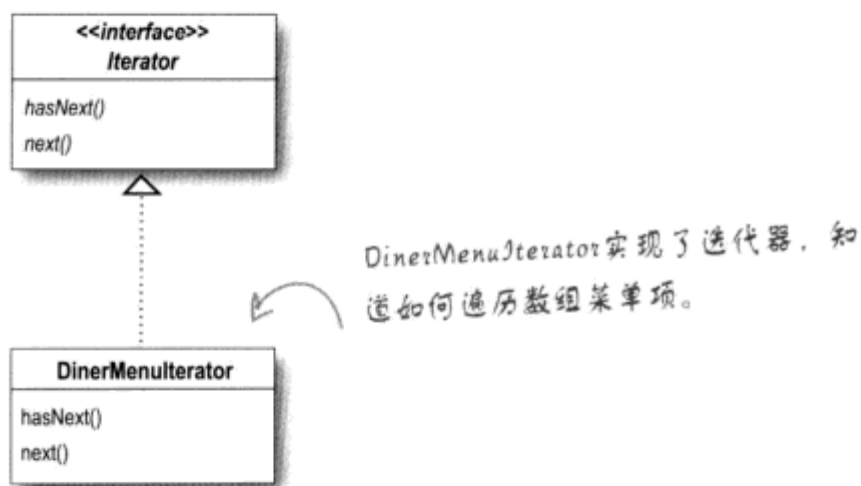 <<interface>>
Iterator
hasNext()
next()
DinerMenuIterator实现了迭代器，知
道如何遍历数组菜单项。
DinerMenuIterator
hasNext()
next()